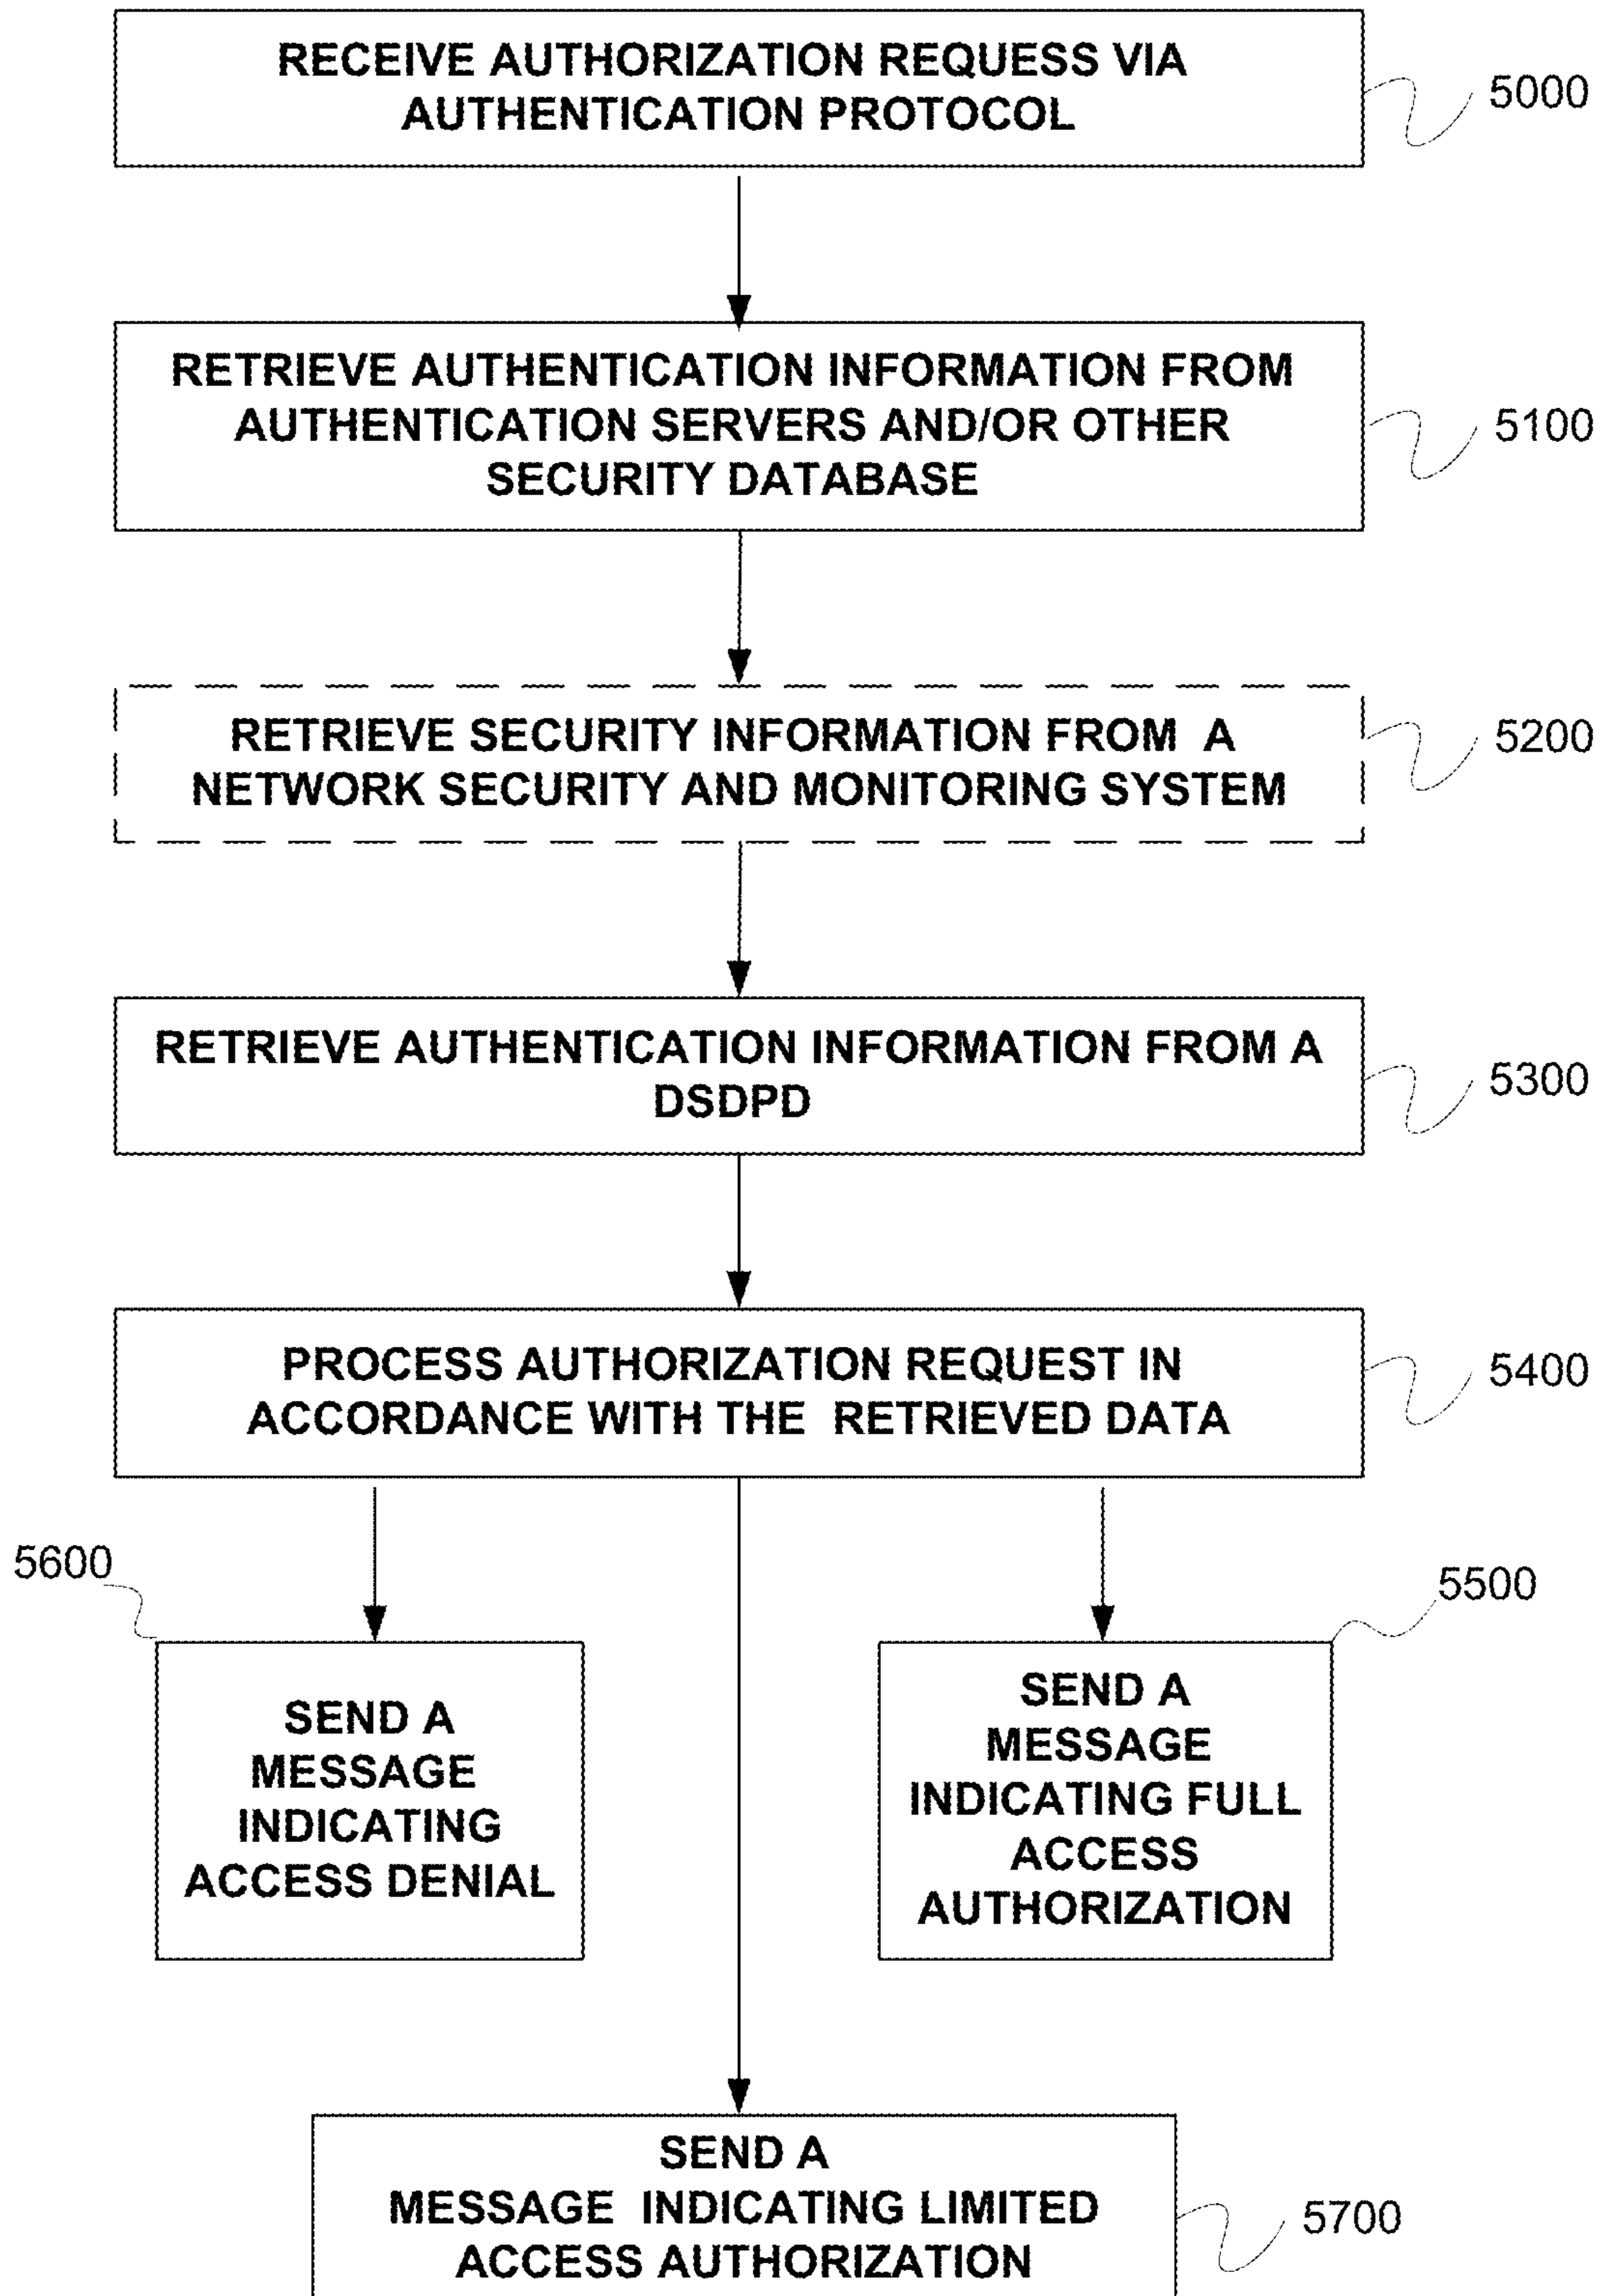 RECEIVE AUTHORIZATION REQUESS VIA
AUTHENTICATION PROTOCOL
5000
RETRIEVE AUTHENTICATION INFORMATION FROM
AUTHENTICATION SERVERS AND/OR OTHER
SECURITY DATABASE
5100
RETRIEVE SECURITY INFORMATION FROM A
NETWORK SECURITY AND MONITORING SYSTEM
5200
RETRIEVE AUTHENTICATION INFORMATION FROM A
DSDPD
5300
PROCESS AUTHORIZATION REQUEST IN
ACCORDANCE WITH THE RETRIEVED DATA
5400
5600
SEND A
MESSAGE
INDICATING
ACCESS DENIAL
5500
SEND A
MESSAGE
INDICATING FULL
ACCESS
AUTHORIZATION
SEND A
MESSAGE INDICATING LIMITED
ACCESS AUTHORIZATION
5700